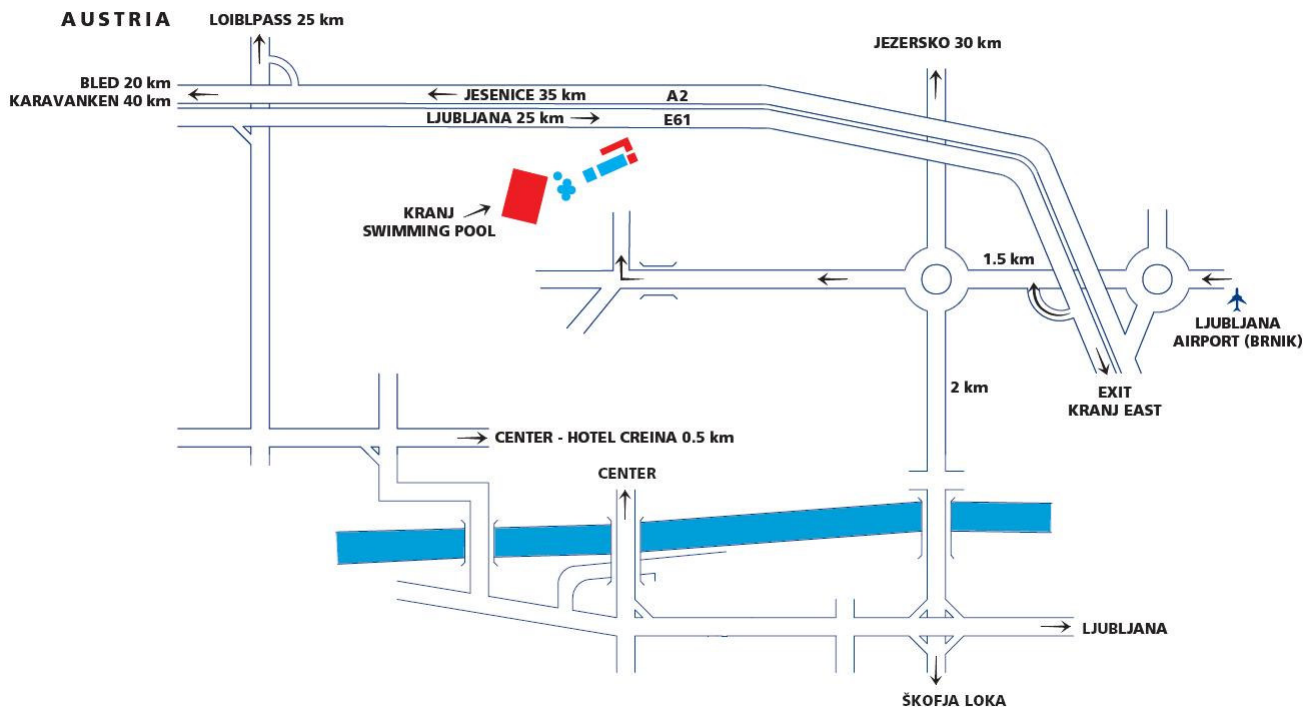 AUSTRIA
LOIBLPASS 25 km
JEZERSKO 30 km
BLED 20 km
KARAVANKEN 40 km
JESENICE 35 km
A2
LJUBLJANA 25 km
E61
KRANJ
SWIMMING POOL
1.5 km
LJUBLJANA
AIRPORT (BRNIK)
2 km
EXIT
KRANJ EAST
CENTER - HOTEL CREINA 0.5 km
CENTER
LJUBLJANA
ŠKOFJA LOKA